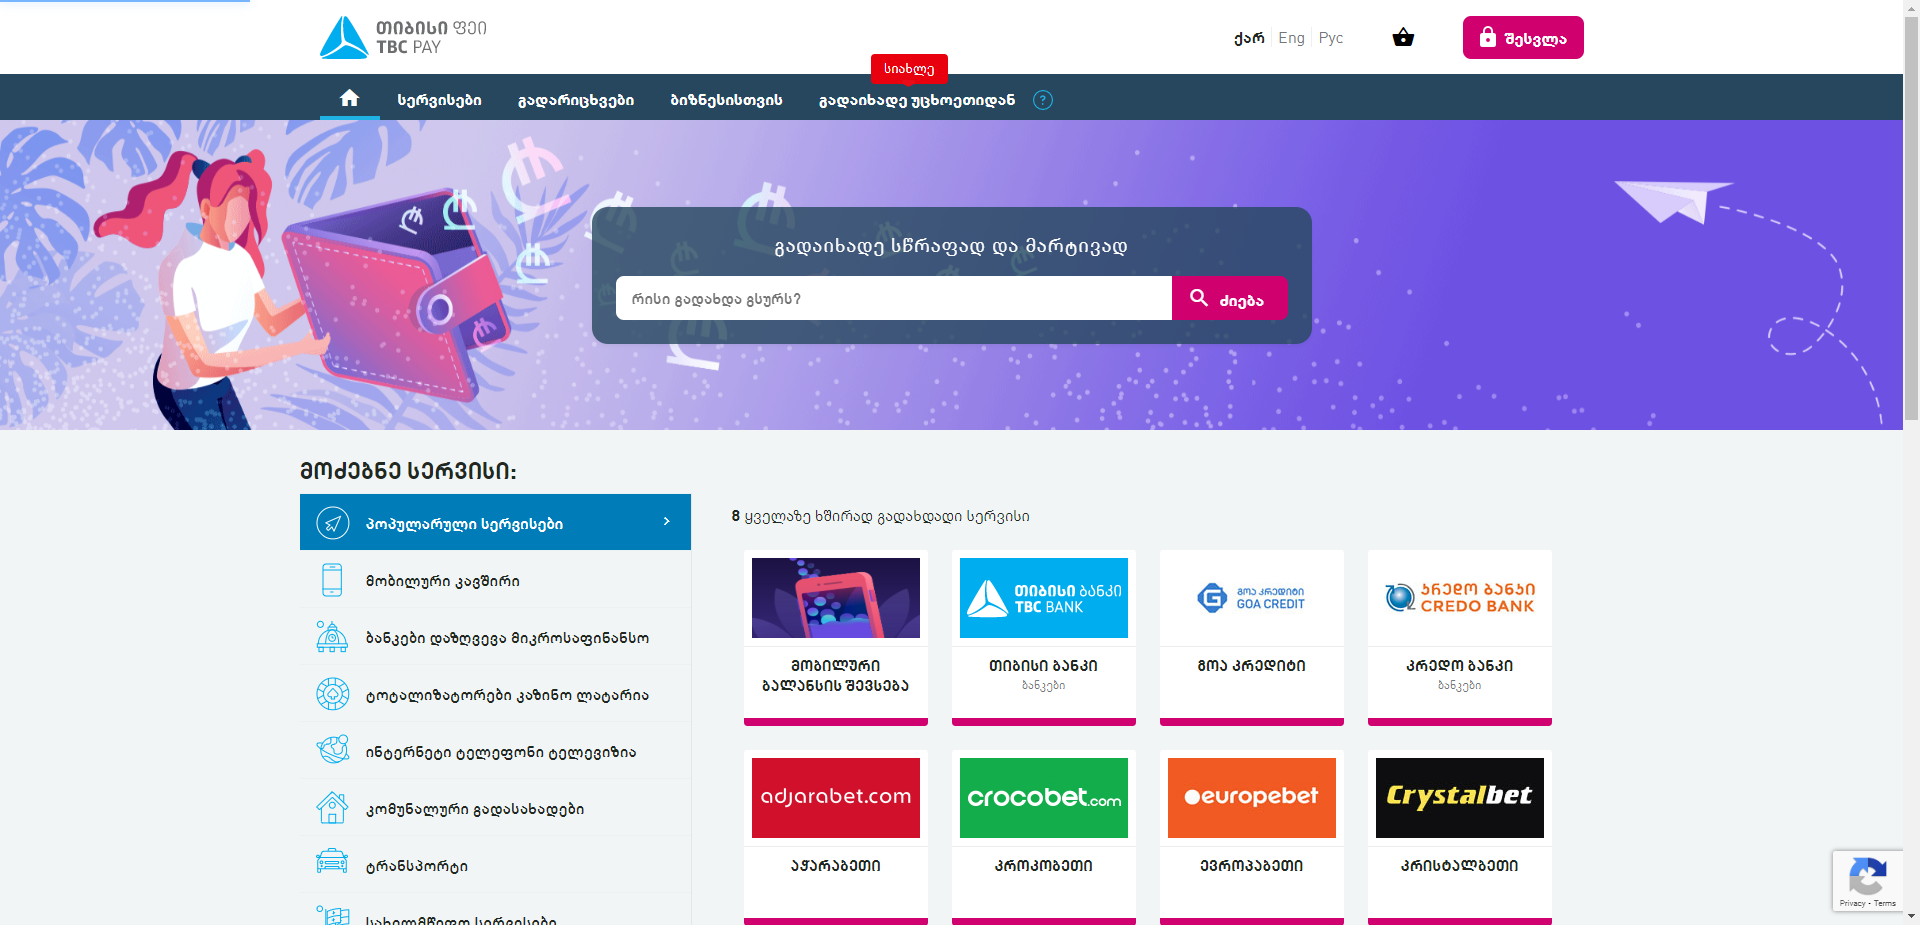 თიბისი ფეი
TBC PAY
ქარ Eng Рус
შესვლა
სიახლე
სერვისები გადარიცხვები ბიზნესისთვის გადაიხადე უცხოეთიდან ?
გადაიხადე სწრაფად და მარტივად
რისი გადახდა გსურს?
ძიება
მოძებნე სერვისი:
პოპულარული სერვისები
მობილური კავშირი
ბანკები დაზღვევა მიკროსაფინანსო
ტოტალიზატორები კაზინო ლატარია
ინტერნეტი ტელეფონი ტელევიზია
კომუნალური გადასახადები
ტრანსპორტი
სახელმწიფო სერვისები
8 ყველაზე ხშირად გადახდადი სერვისი
მობილური
ბალანსის შევსება
თიბისი ბანკი
TBC BANK
თიბისი ბანკი
ბანკები
გოა კრედიტი
GOA CREDIT
გოა კრედიტი
კრედო ბანკი
CREDO BANK
კრედო ბანკი
ბანკები
adjarabet.com
აჭარაბეთი
crocobet.com
კროკობეთი
europebet
ევროპაბეთი
Crystalbet
კრისტალბეთი
Privacy - Terms